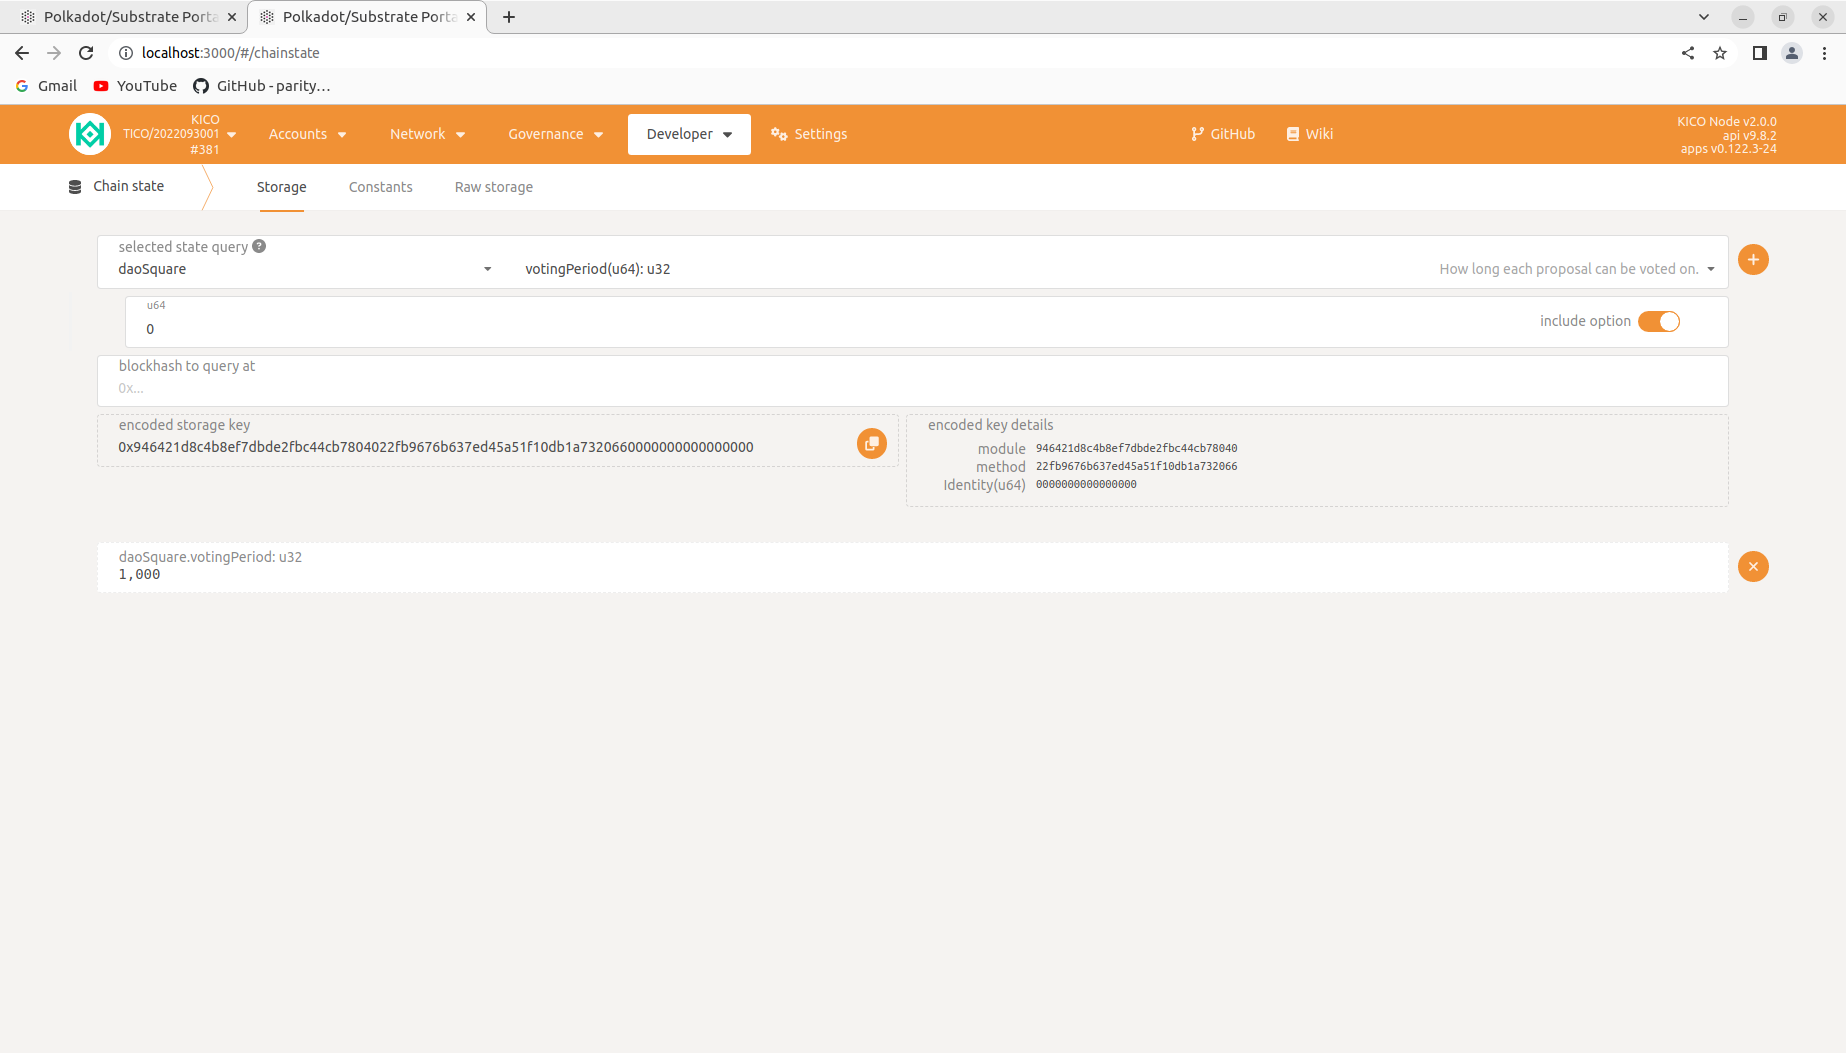 Polkadot/Substrate Porta
Polkadot/Substrate Porta
localhost:3000/#/chainstate
Gmail
YouTube
GitHub - parity…
KICO
TICO/2022093001
#381
Accounts
Network
Governance
Developer
Settings
GitHub
Wiki
KICO Node v2.0.0
api v9.8.2
apps v0.122.3-24
Chain state
Storage
Constants
Raw storage
selected state query
daoSquare
votingPeriod(u64): u32
How long each proposal can be voted on.
u64
0
include option
blockhash to query at
0x...
encoded storage key
0x946421d8c4b8ef7dbde2fbc44cb7804022fb9676b637ed45a51f10db1a7320660000000000000000
encoded key details
module 946421d8c4b8ef7dbde2fbc44cb78040
method 22fb9676b637ed45a51f10db1a732066
Identity(u64) 0000000000000000
daoSquare.votingPeriod: u32
1,000